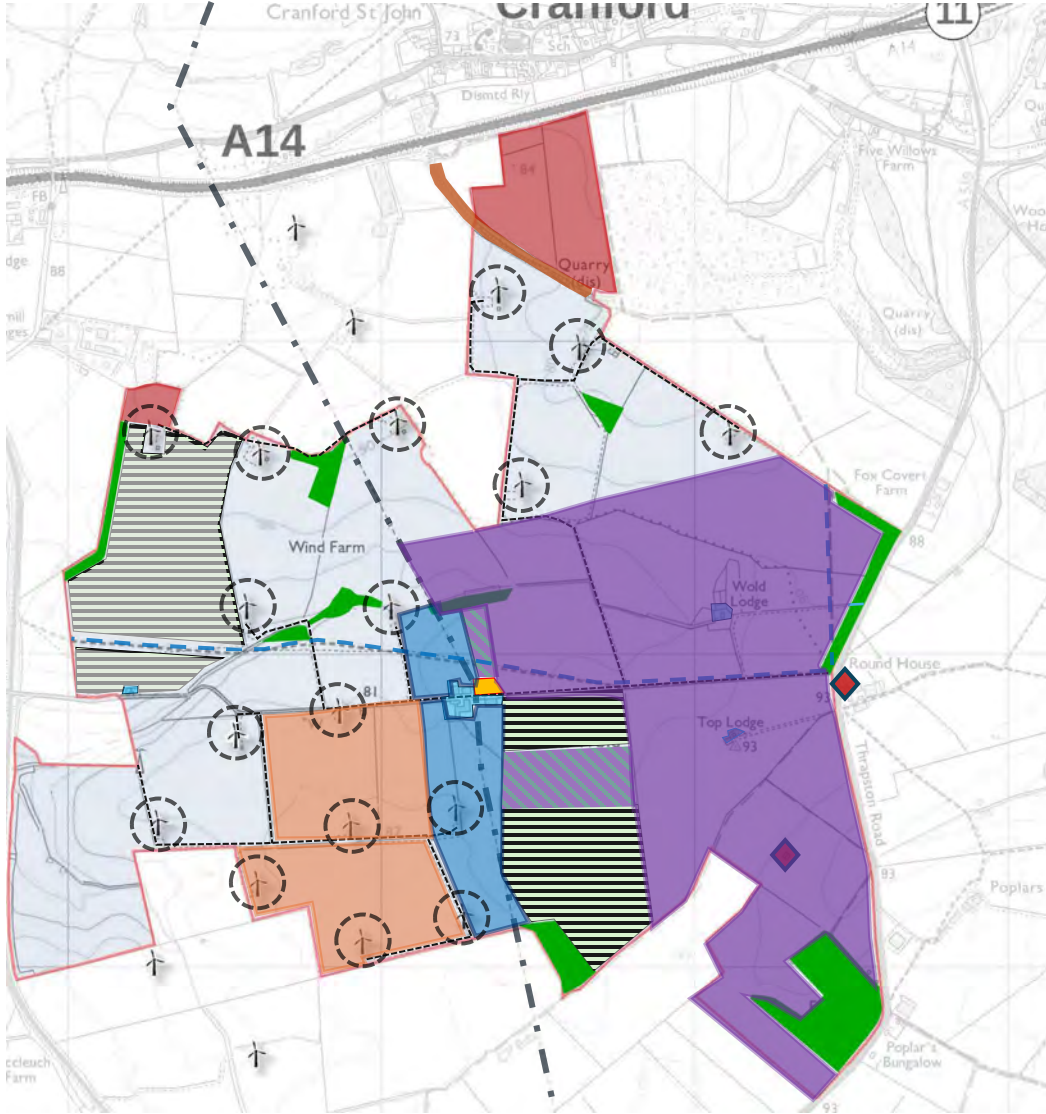 Cranford St John
Cranford
11
73
Sch
A14
Dismtd Rly
A14
84
Five Willows
Farm
FB
88
Quarry
(dis)
Quarry
(dis)
Fox Covert
Farm
88
Wind Farm
Wold
Lodge
Round House
81
93
Top Lodge
93
Thrapston Road
87
83
Poplars
Poplar's
Bungalow
Farm
93